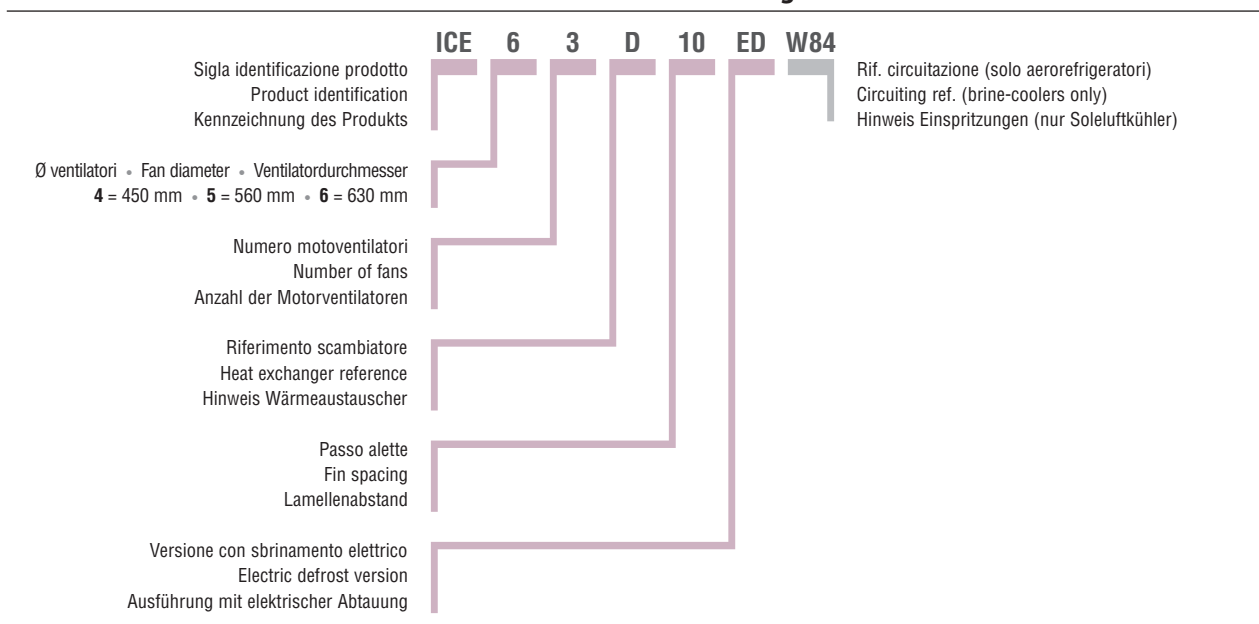 ICE 6 3 D 10 ED W84
Sigla identificazione prodotto
Product identification
Kennzeichnung des Produkts
Rif. circuitazione (solo aerorefrigeratori)
Circuiting ref. (brine-coolers only)
Hinweis Einspritzungen (nur Soleluftkühler)
Ø ventilatori • Fan diameter • Ventilatordurchmesser
4 = 450 mm • 5 = 560 mm • 6 = 630 mm
Numero motoventilatori
Number of fans
Anzahl der Motorventilatoren
Riferimento scambiatore
Heat exchanger reference
Hinweis Wärmeaustauscher
Passo alette
Fin spacing
Lamellenabstand
Versione con sbrinamento elettrico
Electric defrost version
Ausführung mit elektrischer Abtauung